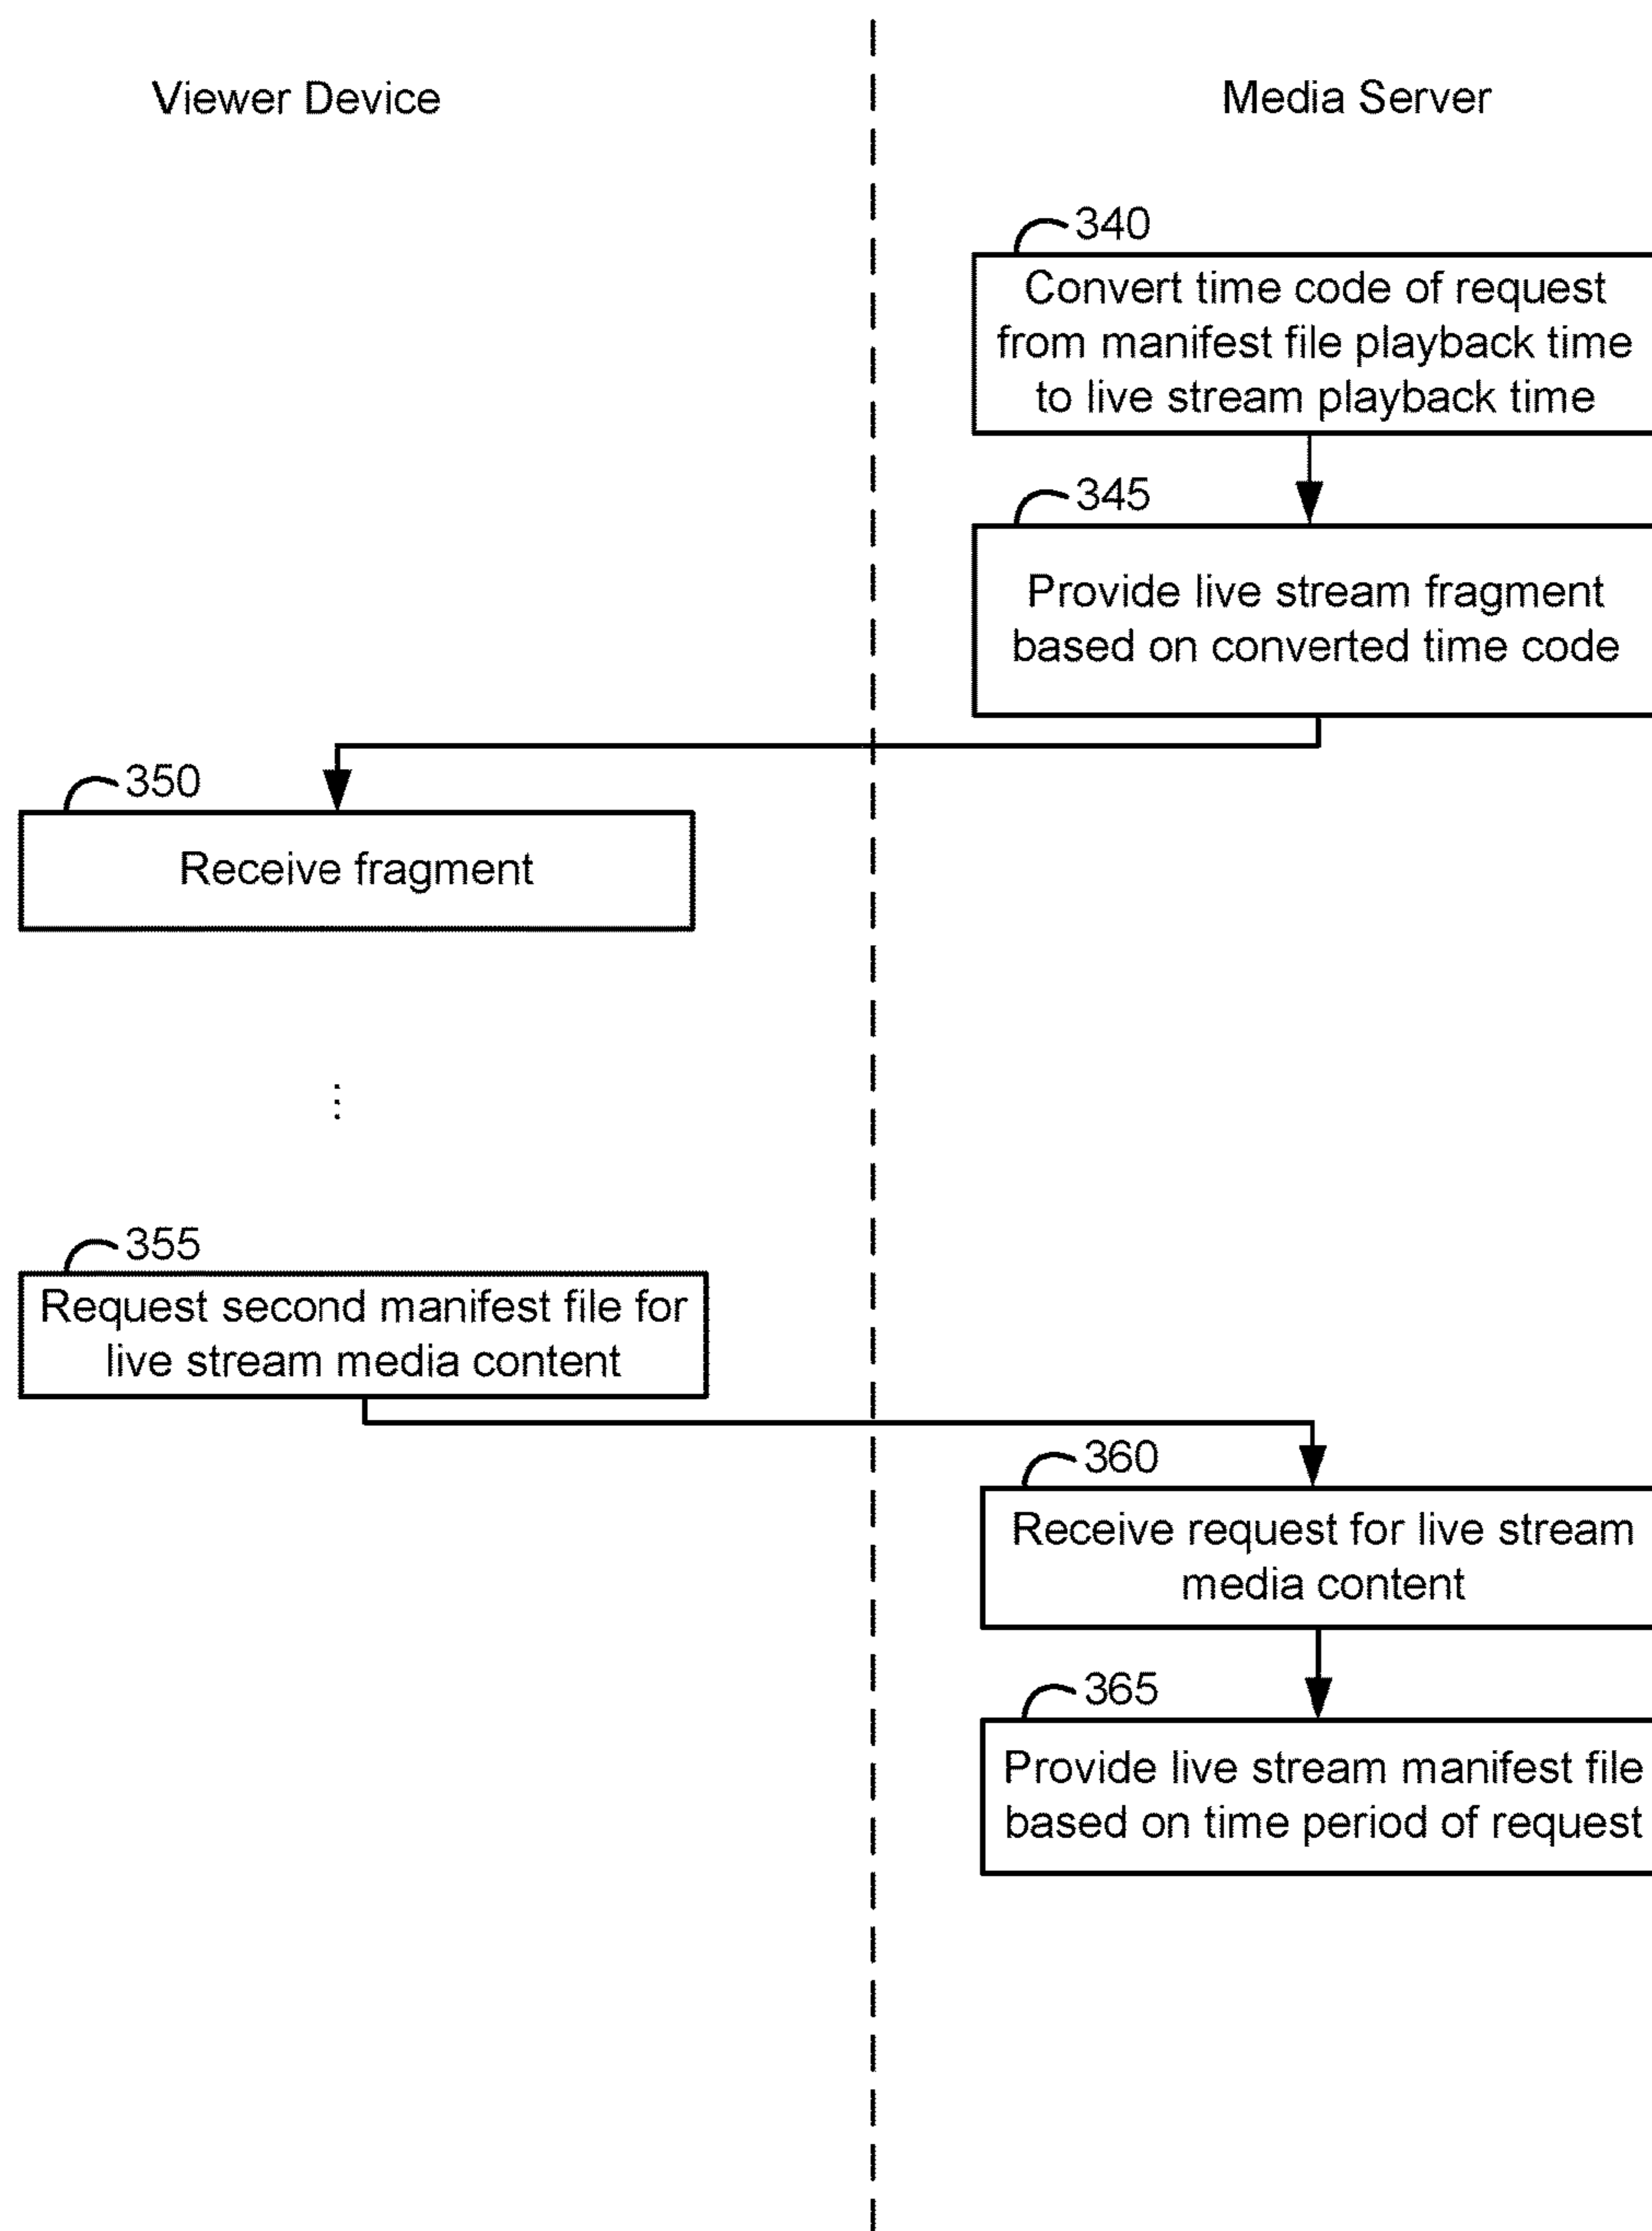 Viewer Device
Media Server
340
Convert time code of request
from manifest file playback time
to live stream playback time
345
Provide live stream fragment
based on converted time code
350
Receive fragment
⋮
355
Request second manifest file for
live stream media content
360
Receive request for live stream
media content
365
Provide live stream manifest file
based on time period of request